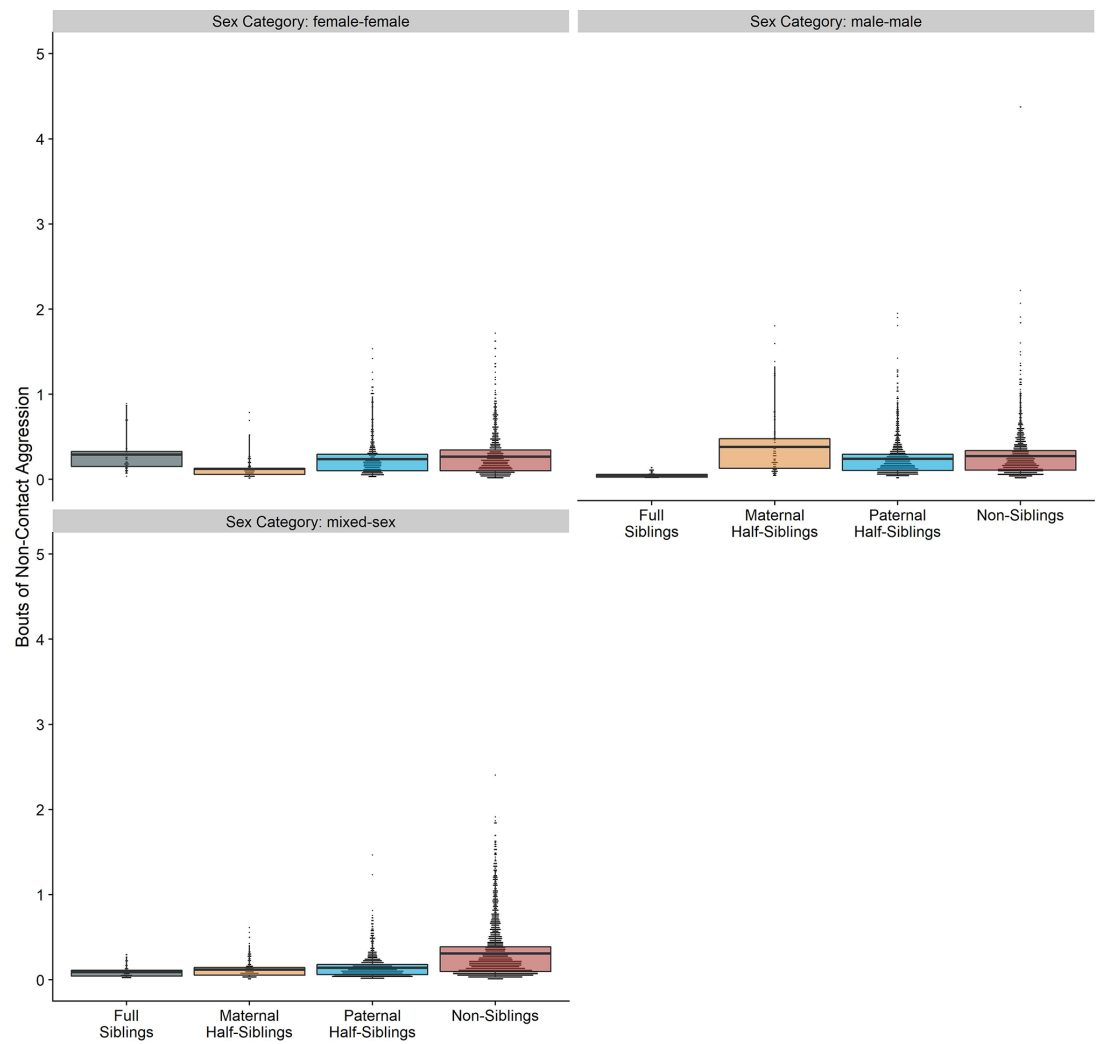 Sex Category: female-female
Sex Category: male-male
5
4
3
2
1
0
Full
Siblings
Maternal
Half-Siblings
Paternal
Half-Siblings
Non-Siblings
Bouts of Non-Contact Aggression
Sex Category: mixed-sex
5
4
3
2
1
0
Full
Siblings
Maternal
Half-Siblings
Paternal
Half-Siblings
Non-Siblings